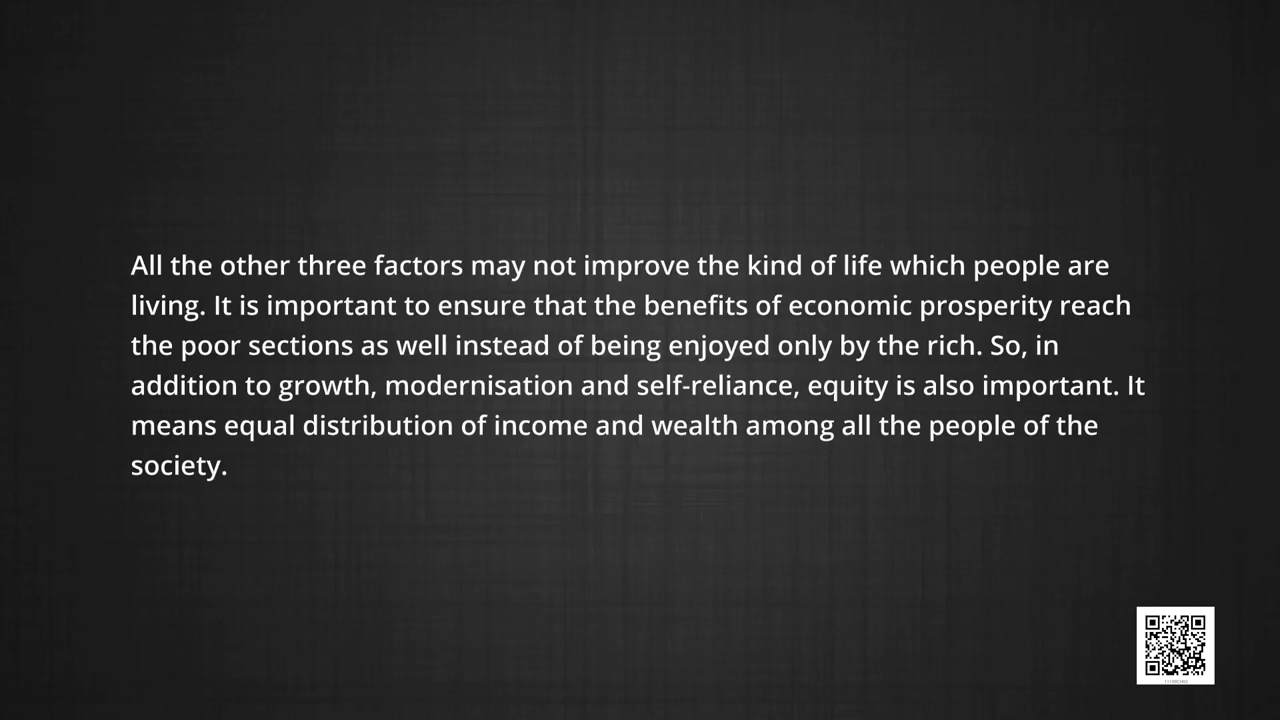 All the other three factors may not improve the kind of life which people are
living. It is important to ensure that the benefits of economic prosperity reach
the poor sections as well instead of being enjoyed only by the rich. So, in
addition to growth, modernisation and self-reliance, equity is also important. It
means equal distribution of income and wealth among all the people of the
society.